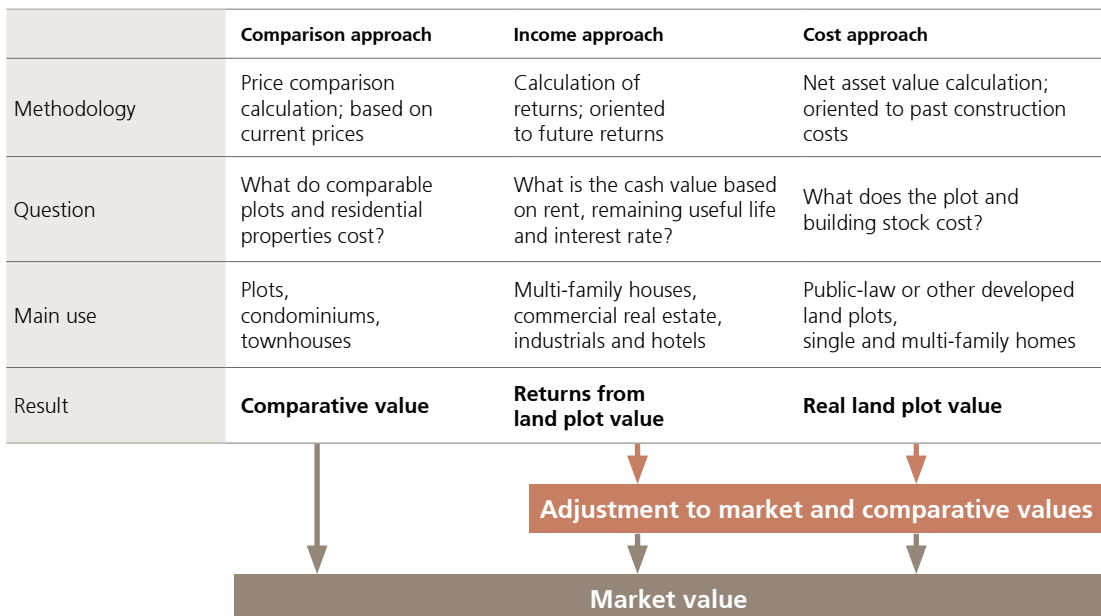 Comparison approach
Income approach
Cost approach
Methodology
Price comparison
calculation; based on
current prices
Calculation of
returns; oriented
to future returns
Net asset value calculation;
oriented to past construction
costs
Question
What do comparable
plots and residential
properties cost?
What is the cash value based
on rent, remaining useful life
and interest rate?
What does the plot and
building stock cost?
Main use
Plots,
condominiums,
townhouses
Multi-family houses,
commercial real estate,
industrials and hotels
Public-law or other developed
land plots,
single and multi-family homes
Result
Comparative value
Returns from
land plot value
Real land plot value
Adjustment to market and comparative values
Market value